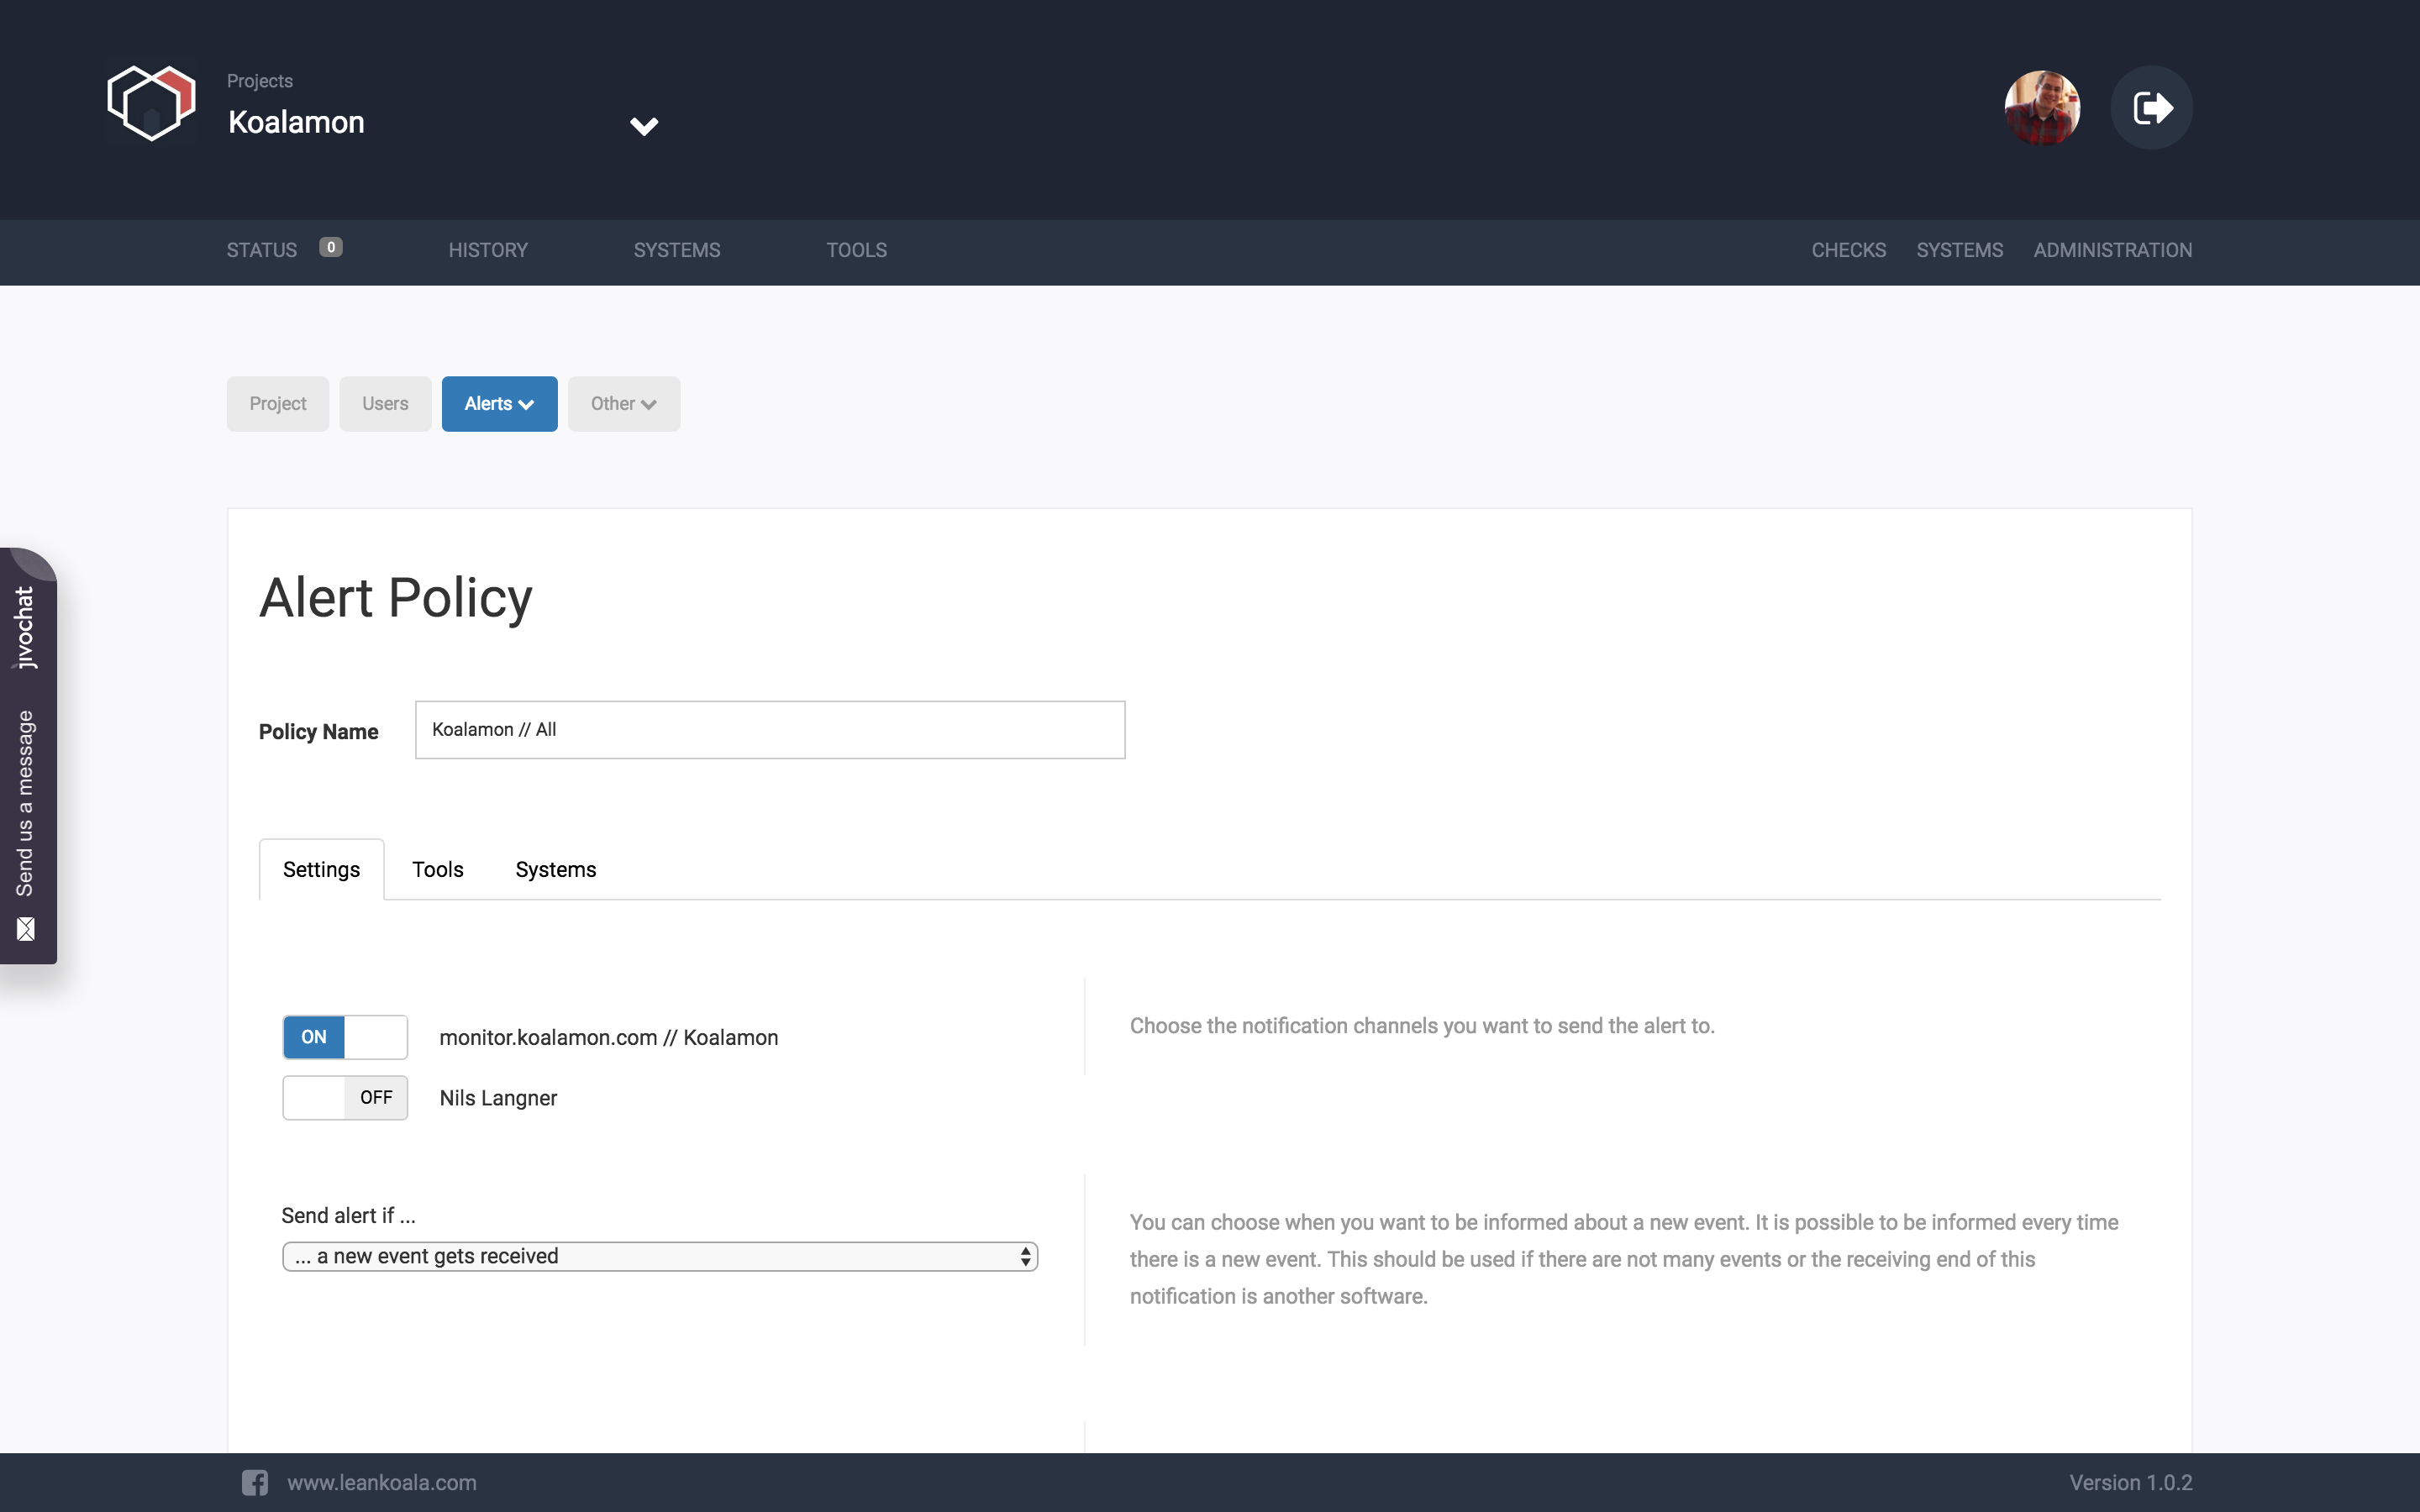 Projects
Koalamon
STATUS 0 HISTORY SYSTEMS TOOLS CHECKS SYSTEMS ADMINISTRATION
Project Users Alerts Other
Alert Policy
Policy Name Koalamon // All
Settings Tools Systems
ON monitor.koalamon.com // Koalamon
OFF Nils Langner
Choose the notification channels you want to send the alert to.
Send alert if ...
... a new event gets received
You can choose when you want to be informed about a new event. It is possible to be informed every time
there is a new event. This should be used if there are not many events or the receiving end of this
notification is another software.
Send us a message jivochat
www.leankoala.com
Version 1.0.2